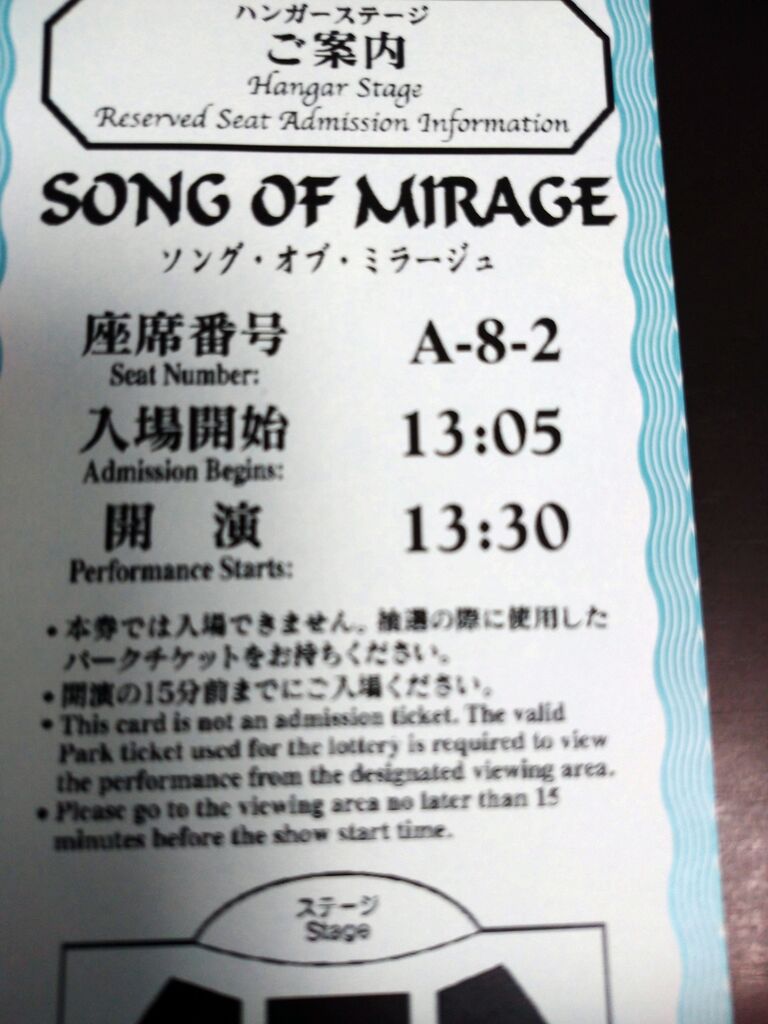 ハンガーステージ
ご案内
Hangar Stage
Reserved Seat Admission Information
SONG OF MIRAGE
ソング・オブ・ミラージュ
座席番号 A-8-2
Seat Number:
入場開始 13:05
Admission Begins:
開 演 13:30
Performance Starts:
• 本券では入場できません。抽選の際に使用した
パークチケットをお持ちください。
• 開演の15分前までにご入場ください。
• This card is not an admission ticket. The valid
Park ticket used for the lottery is required to view
the performance from the designated viewing area.
• Please go to the viewing area no later than 15
minutes before the show start time.
ステージ
Stage